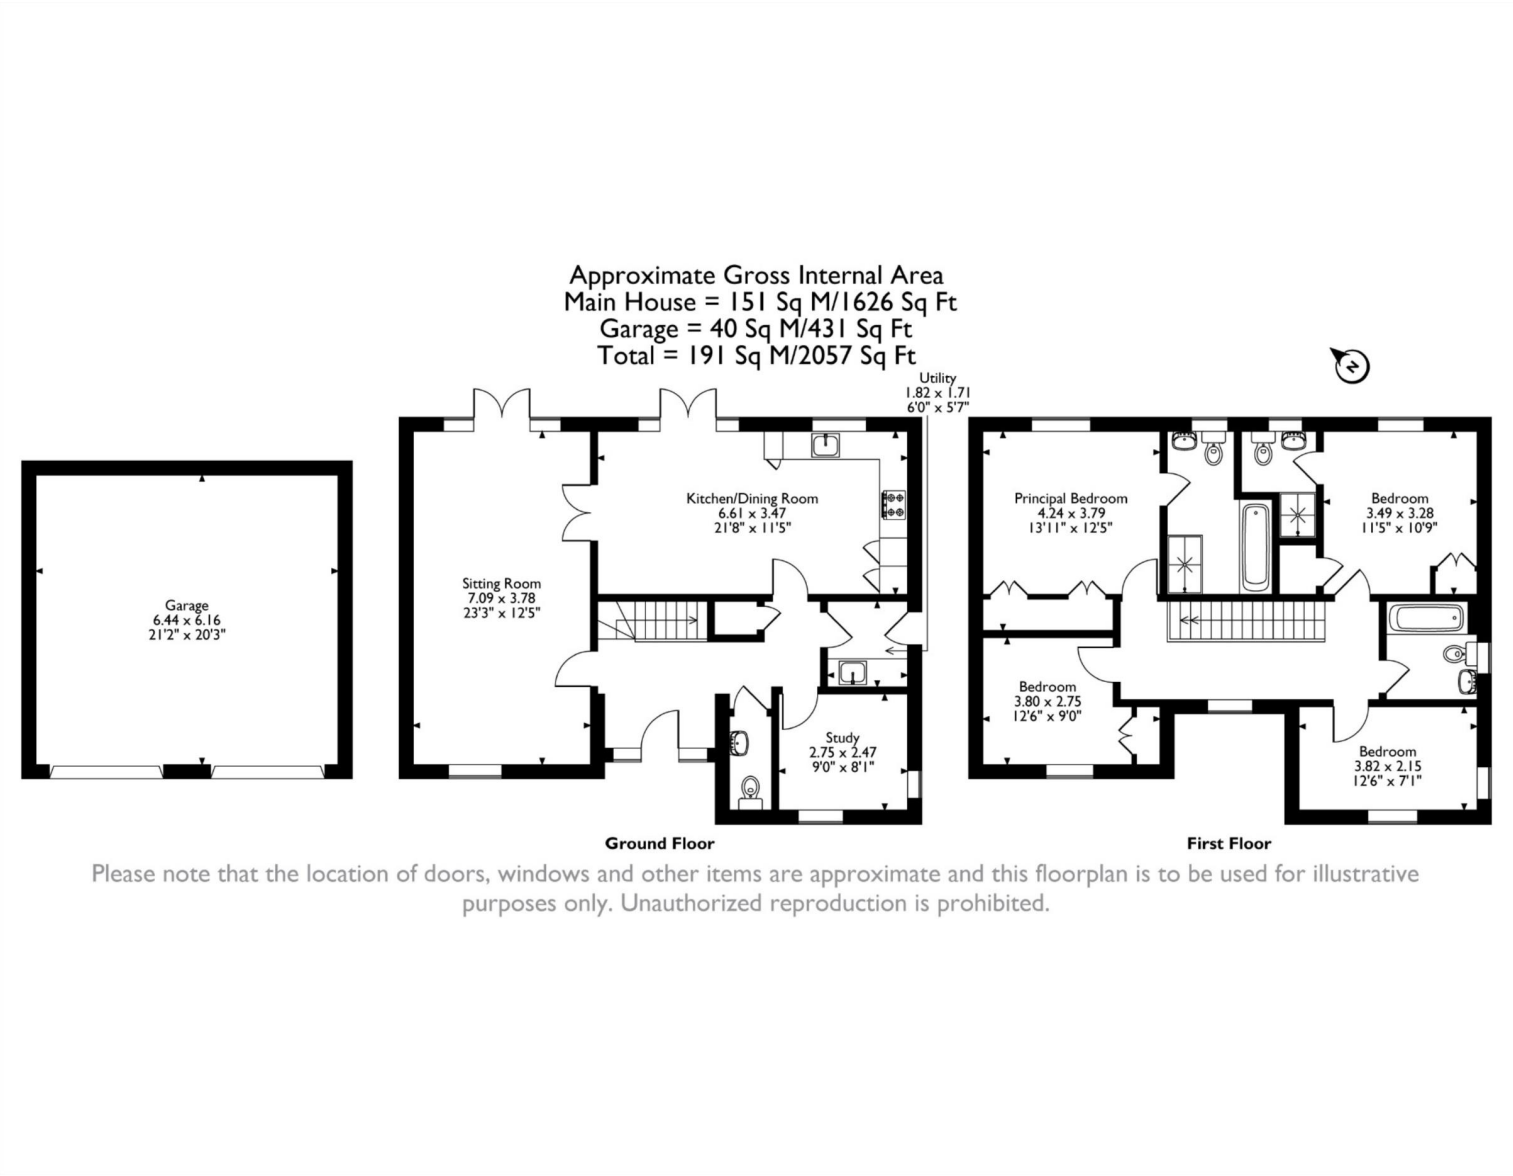 Approximate Gross Internal Area
Main House = 151 Sq M/1626 Sq Ft
Garage = 40 Sq M/431 Sq Ft
Total = 191 Sq M/2057 Sq Ft
N
Utility
1.82 x 1.71
6'0" x 5'7"
Garage
6.44 x 6.16
21'2" x 20'3"
Sitting Room
7.09 x 3.78
23'3" x 12'5"
Kitchen/Dining Room
6.61 x 3.47
21'8" x 11'5"
Study
2.75 x 2.47
9'0" x 8'1"
Ground Floor
Principal Bedroom
4.24 x 3.79
13'11" x 12'5"
Bedroom
3.49 x 3.28
11'5" x 10'9"
Bedroom
3.80 x 2.75
12'6" x 9'0"
Bedroom
3.82 x 2.15
12'6" x 7'1"
First Floor
Please note that the location of doors, windows and other items are approximate and this floorplan is to be used for illustrative
purposes only. Unauthorized reproduction is prohibited.